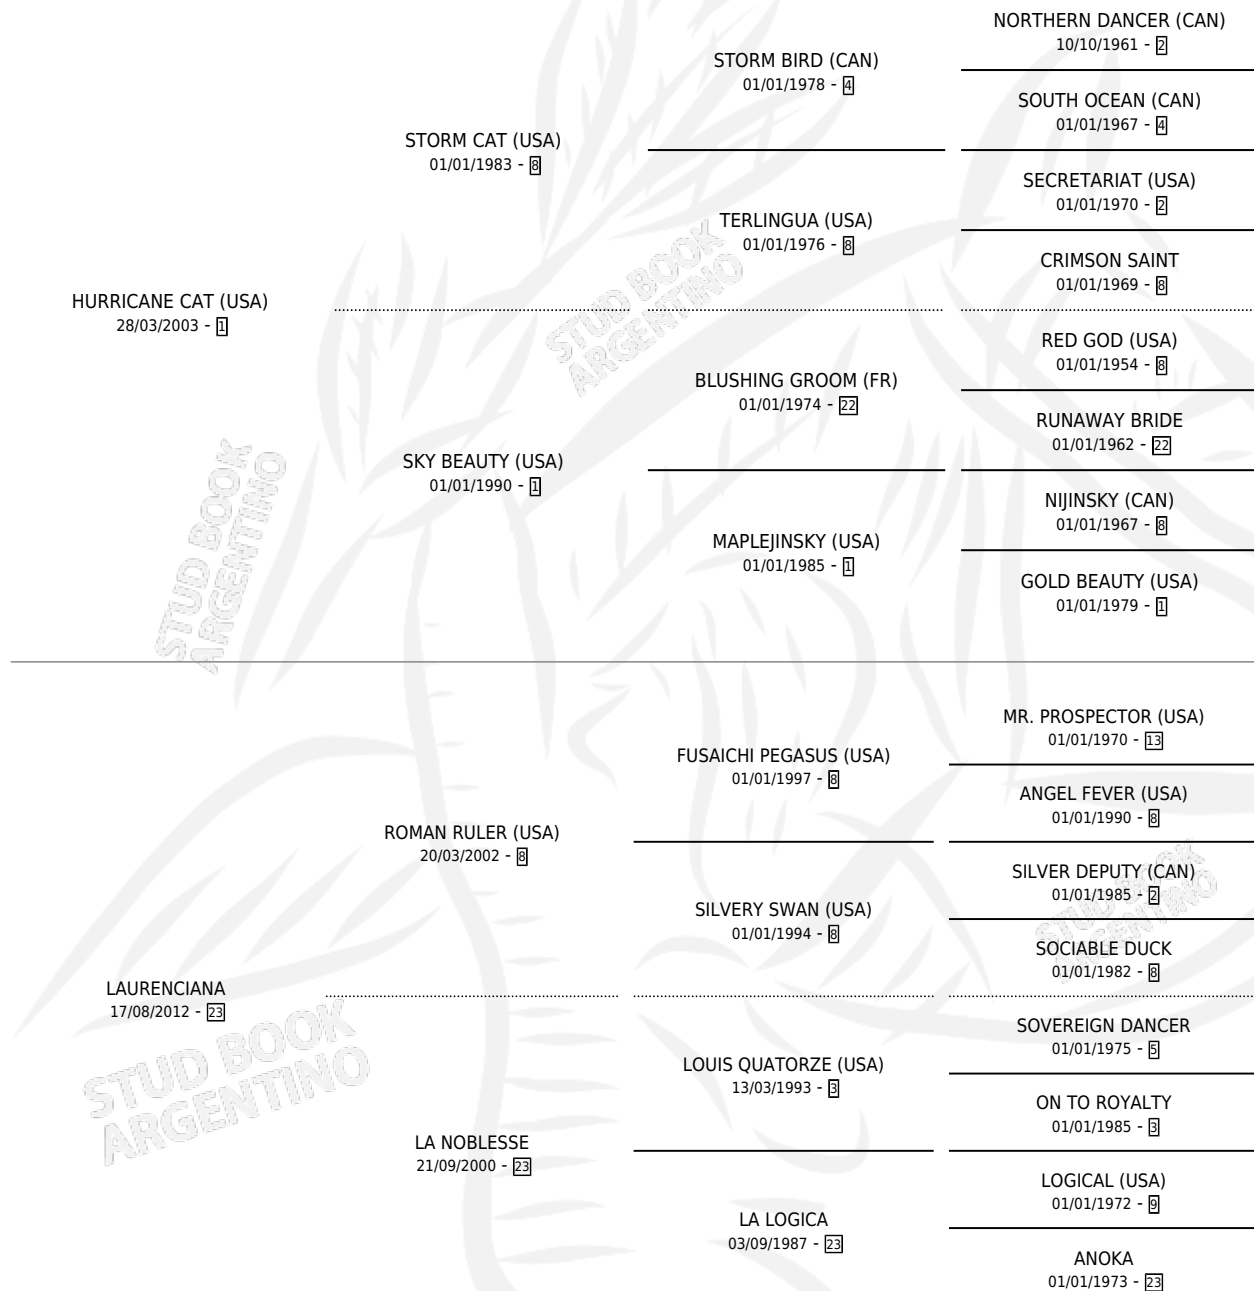 NORTHERN DANCER (CAN)
10/10/1961 - 2
STORM BIRD (CAN)
01/01/1978 - 4
SOUTH OCEAN (CAN)
01/01/1967 - 4
STORM CAT (USA)
01/01/1983 - 8
SECRETARIAT (USA)
01/01/1970 - 2
TERLINGUA (USA)
01/01/1976 - 8
CRIMSON SAINT
01/01/1969 - 8
HURRICANE CAT (USA)
28/03/2003 - 1
RED GOD (USA)
01/01/1954 - 8
BLUSHING GROOM (FR)
01/01/1974 - 22
RUNAWAY BRIDE
01/01/1962 - 22
SKY BEAUTY (USA)
01/01/1990 - 1
NIJINSKY (CAN)
01/01/1967 - 8
MAPLEJINSKY (USA)
01/01/1985 - 1
GOLD BEAUTY (USA)
01/01/1979 - 1
STUD BOOK
ARGENTINO
STUD BOOK
ARGENTINO
MR. PROSPECTOR (USA)
01/01/1970 - 13
FUSAICHI PEGASUS (USA)
01/01/1997 - 8
ANGEL FEVER (USA)
01/01/1990 - 8
ROMAN RULER (USA)
20/03/2002 - 8
SILVER DEPUTY (CAN)
01/01/1985 - 2
SILVERY SWAN (USA)
01/01/1994 - 8
SOCIABLE DUCK
01/01/1982 - 8
STUD BOOK
ARGENTINO
LAURENCIANA
17/08/2012 - 23
SOVEREIGN DANCER
01/01/1975 - 5
LOUIS QUATORZE (USA)
13/03/1993 - 3
ON TO ROYALTY
01/01/1985 - 3
STUD BOOK
ARGENTINO
LA NOBLESSE
21/09/2000 - 23
LOGICAL (USA)
01/01/1972 - 9
LA LOGICA
03/09/1987 - 23
ANOKA
01/01/1973 - 23